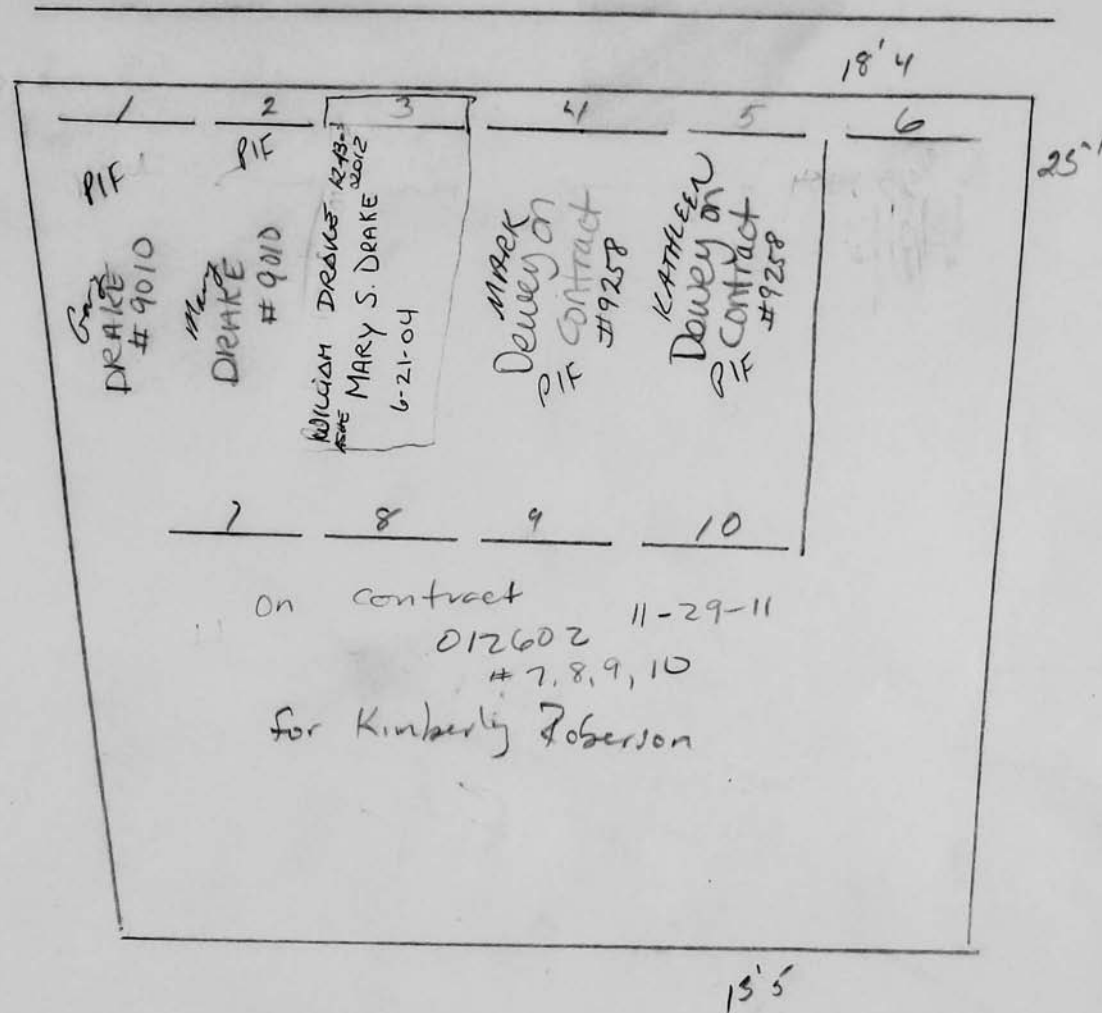 18' 4
1 2 3 4 5 6
25'
PIF
DRAKE
# 9010
PIF
Mary
DRAKE
# 9010
WILLIAM DRAKE
2012
MARY S. DRAKE
6-21-04
MARK
Dewey on
PIF Contract
#9258
KATHLEEN
Dewey on
PIF Contract
#9258
7 8 9 10
On contract 11-29-11
012602
# 7, 8, 9, 10
for Kimberly Roberson
15' 5